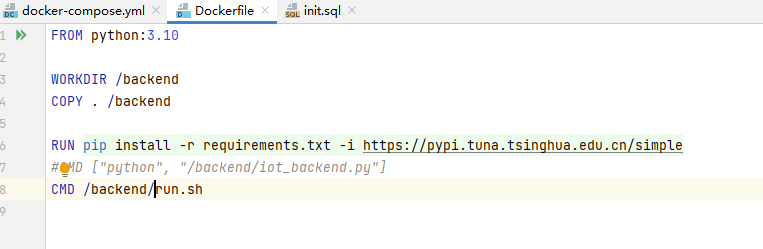 docker-compose.yml Dockerfile init.sql
1 FROM python:3.10
2
3 WORKDIR /backend
4 COPY . /backend
5
6 RUN pip install -r requirements.txt -i https://pypi.tuna.tsinghua.edu.cn/simple
7 #CMD ["python", "/backend/iot_backend.py"]
8 CMD /backend/run.sh
9